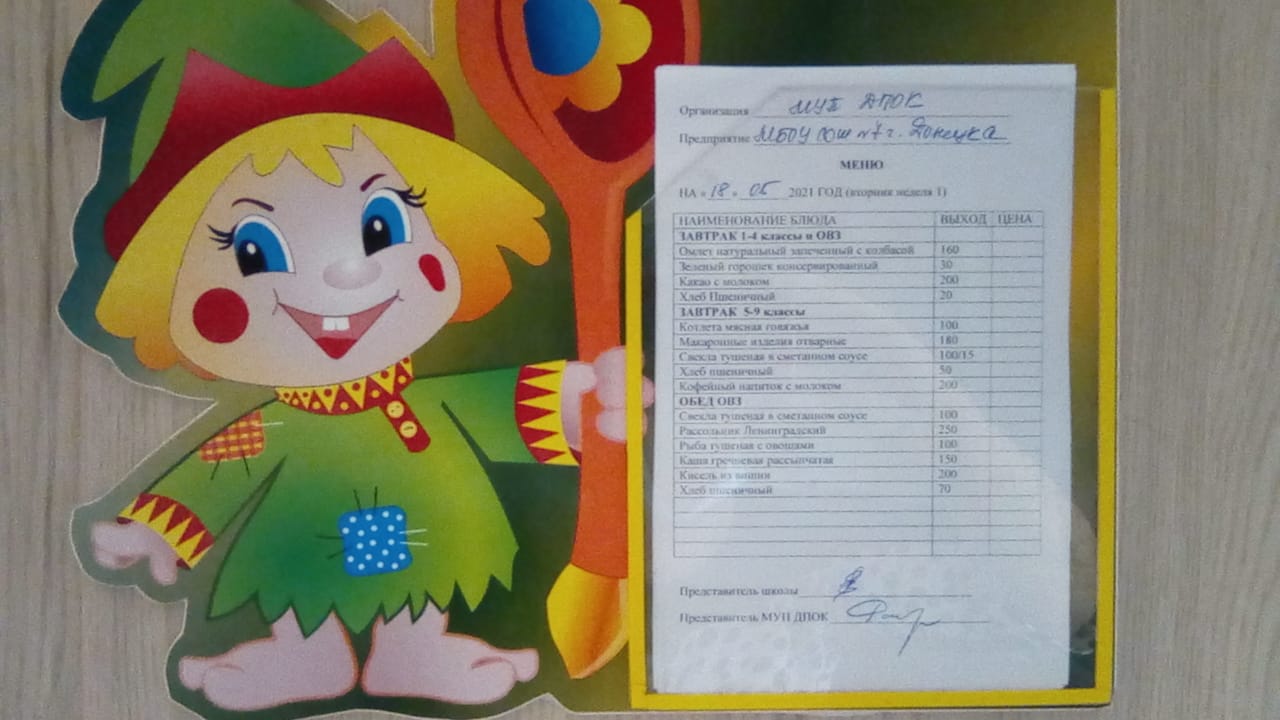 Организация МУП ДПОК
Предприятие МБОУ СОШ №7 г. Донецка
МЕНЮ
НА «18» 05 2021 ГОД (вторник неделя 1)
НАИМЕНОВАНИЕ БЛЮДА ВЫХОД ЦЕНА
ЗАВТРАК 1-4 классы и ОВЗ
Омлет натуральный запеченный с колбасой 160
Зеленый горошек консервированный 30
Какао с молоком 200
Хлеб Пшеничный 20
ЗАВТРАК 5-9 классы
Котлета мясная говяжья 100
Макаронные изделия отварные 180
Свекла тушеная в сметанном соусе 100/15
Хлеб пшеничный 50
Кофейный напиток с молоком 200
ОБЕД ОВЗ
Свекла тушеная в сметанном соусе 100
Рассольник Ленинградский 250
Рыба тушеная с овощами 100
Каша гречневая рассыпчатая 150
Кисель из вишни 200
Хлеб пшеничный 70
Представитель школы
Представитель МУП ДПОК